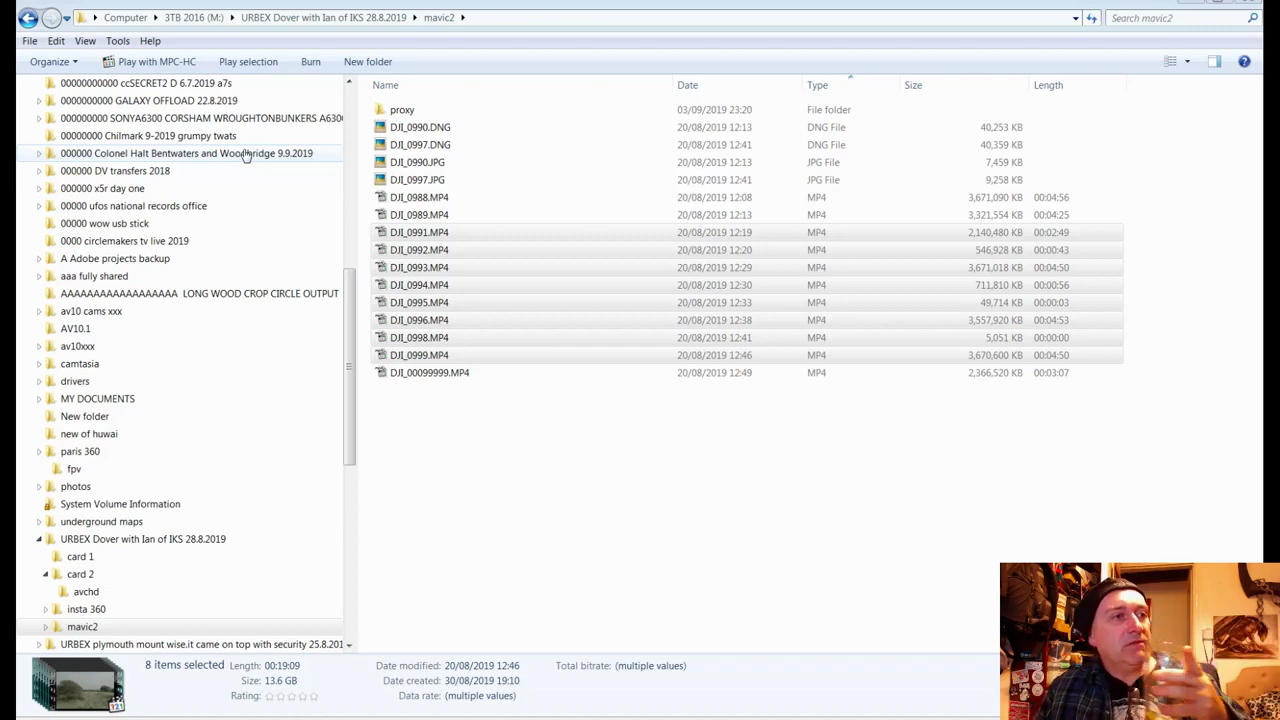 Computer ▸ 3TB 2016 (M:) ▸ URBEX Dover with Ian of IKS 28.8.2019 ▸ mavic2 ▸
Search mavic2
File Edit View Tools Help
Organize Play with MPC-HC Play selection Burn New folder
00000000000 ccSECRET2 D 6.7.2019 a7s
0000000000 GALAXY OFFLOAD 22.8.2019
000000000 SONYA6300 CORSHAM WROUGHTONBUNKERS A630
00000000 Chilmark 9-2019 grumpy twats
000000 Colonel Halt Bentwaters and Woodbridge 9.9.2019
000000 DV transfers 2018
000000 x5r day one
00000 ufos national records office
00000 wow usb stick
0000 circlemakers tv live 2019
A Adobe projects backup
aaa fully shared
AAAAAAAAAAAAAAAAAA LONG WOOD CROP CIRCLE OUTPUT
av10 cams xxx
AV10.1
av10xxx
camtasia
drivers
MY DOCUMENTS
New folder
new of huwai
paris 360
fpv
photos
System Volume Information
underground maps
URBEX Dover with Ian of IKS 28.8.2019
card 1
card 2
avchd
insta 360
mavic2
URBEX plymouth mount wise.it came on top with security 25.8.201
Name Date Type Size Length
proxy 03/09/2019 23:20 File folder
DJI_0990.DNG 20/08/2019 12:13 DNG File 40,253 KB
DJI_0997.DNG 20/08/2019 12:41 DNG File 40,359 KB
DJI_0990.JPG 20/08/2019 12:13 JPG File 7,459 KB
DJI_0997.JPG 20/08/2019 12:41 JPG File 9,258 KB
DJI_0988.MP4 20/08/2019 12:08 MP4 3,671,090 KB 00:04:56
DJI_0989.MP4 20/08/2019 12:13 MP4 3,321,554 KB 00:04:25
DJI_0991.MP4 20/08/2019 12:19 MP4 2,140,480 KB 00:02:49
DJI_0992.MP4 20/08/2019 12:20 MP4 546,928 KB 00:00:43
DJI_0993.MP4 20/08/2019 12:29 MP4 3,671,018 KB 00:04:50
DJI_0994.MP4 20/08/2019 12:30 MP4 711,810 KB 00:00:56
DJI_0995.MP4 20/08/2019 12:33 MP4 49,714 KB 00:00:03
DJI_0996.MP4 20/08/2019 12:38 MP4 3,557,920 KB 00:04:53
DJI_0998.MP4 20/08/2019 12:41 MP4 5,051 KB 00:00:00
DJI_0999.MP4 20/08/2019 12:46 MP4 3,670,600 KB 00:04:50
DJI_00099999.MP4 20/08/2019 12:49 MP4 2,366,520 KB 00:03:07
8 items selected Length: 00:19:09 Date modified: 20/08/2019 12:46 Total bitrate: (multiple values)
Size: 13.6 GB Date created: 30/08/2019 19:10
Rating: Data rate: (multiple values)